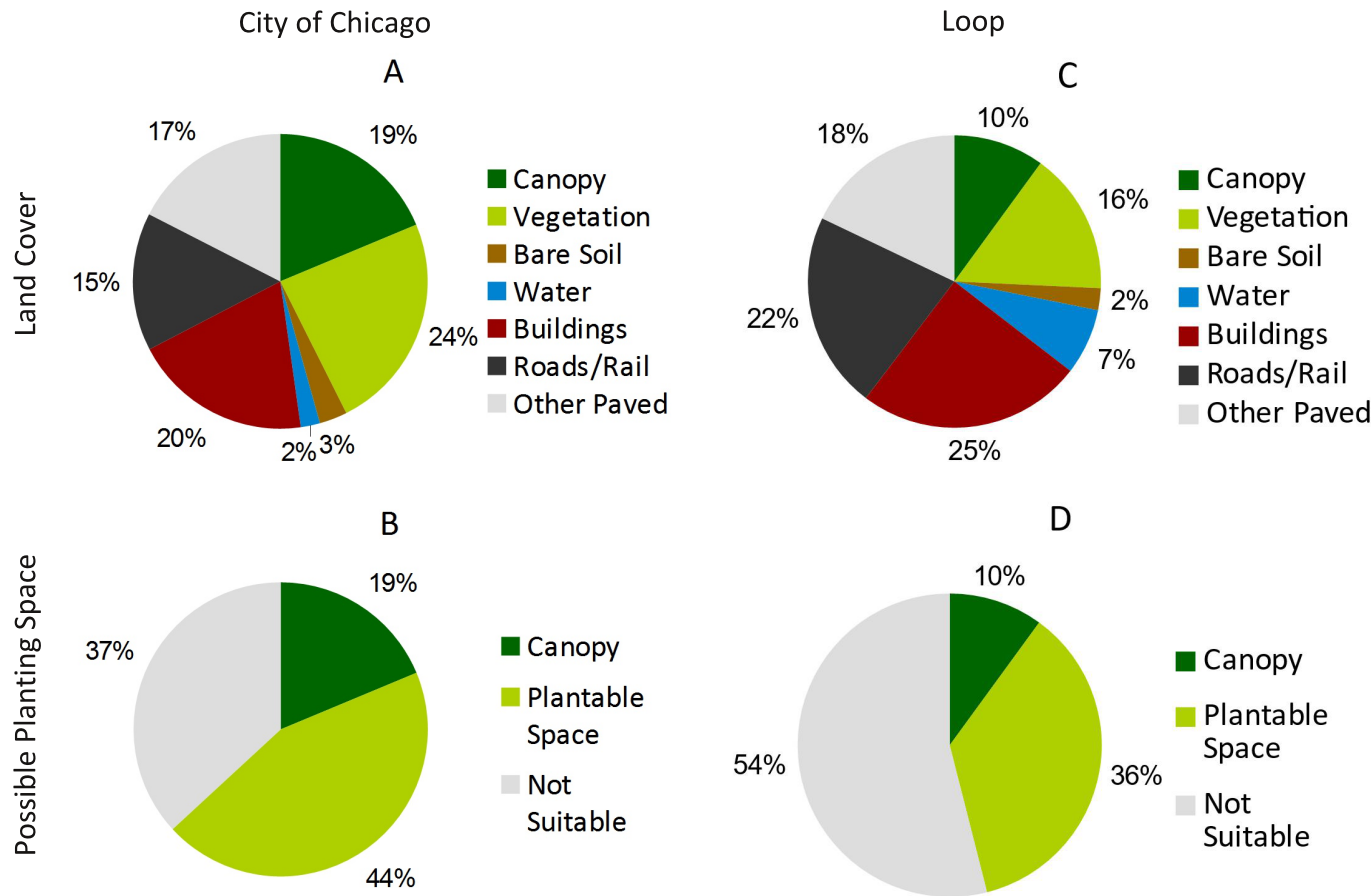 City of Chicago
Loop
Land Cover
A
17%
19%
15%
24%
20%
2%
3%
Canopy
Vegetation
Bare Soil
Water
Buildings
Roads/Rail
Other Paved
C
10%
18%
16%
2%
22%
7%
25%
Canopy
Vegetation
Bare Soil
Water
Buildings
Roads/Rail
Other Paved
Possible Planting Space
B
19%
37%
44%
Canopy
Plantable
Space
Not
Suitable
D
10%
54%
36%
Canopy
Plantable
Space
Not
Suitable